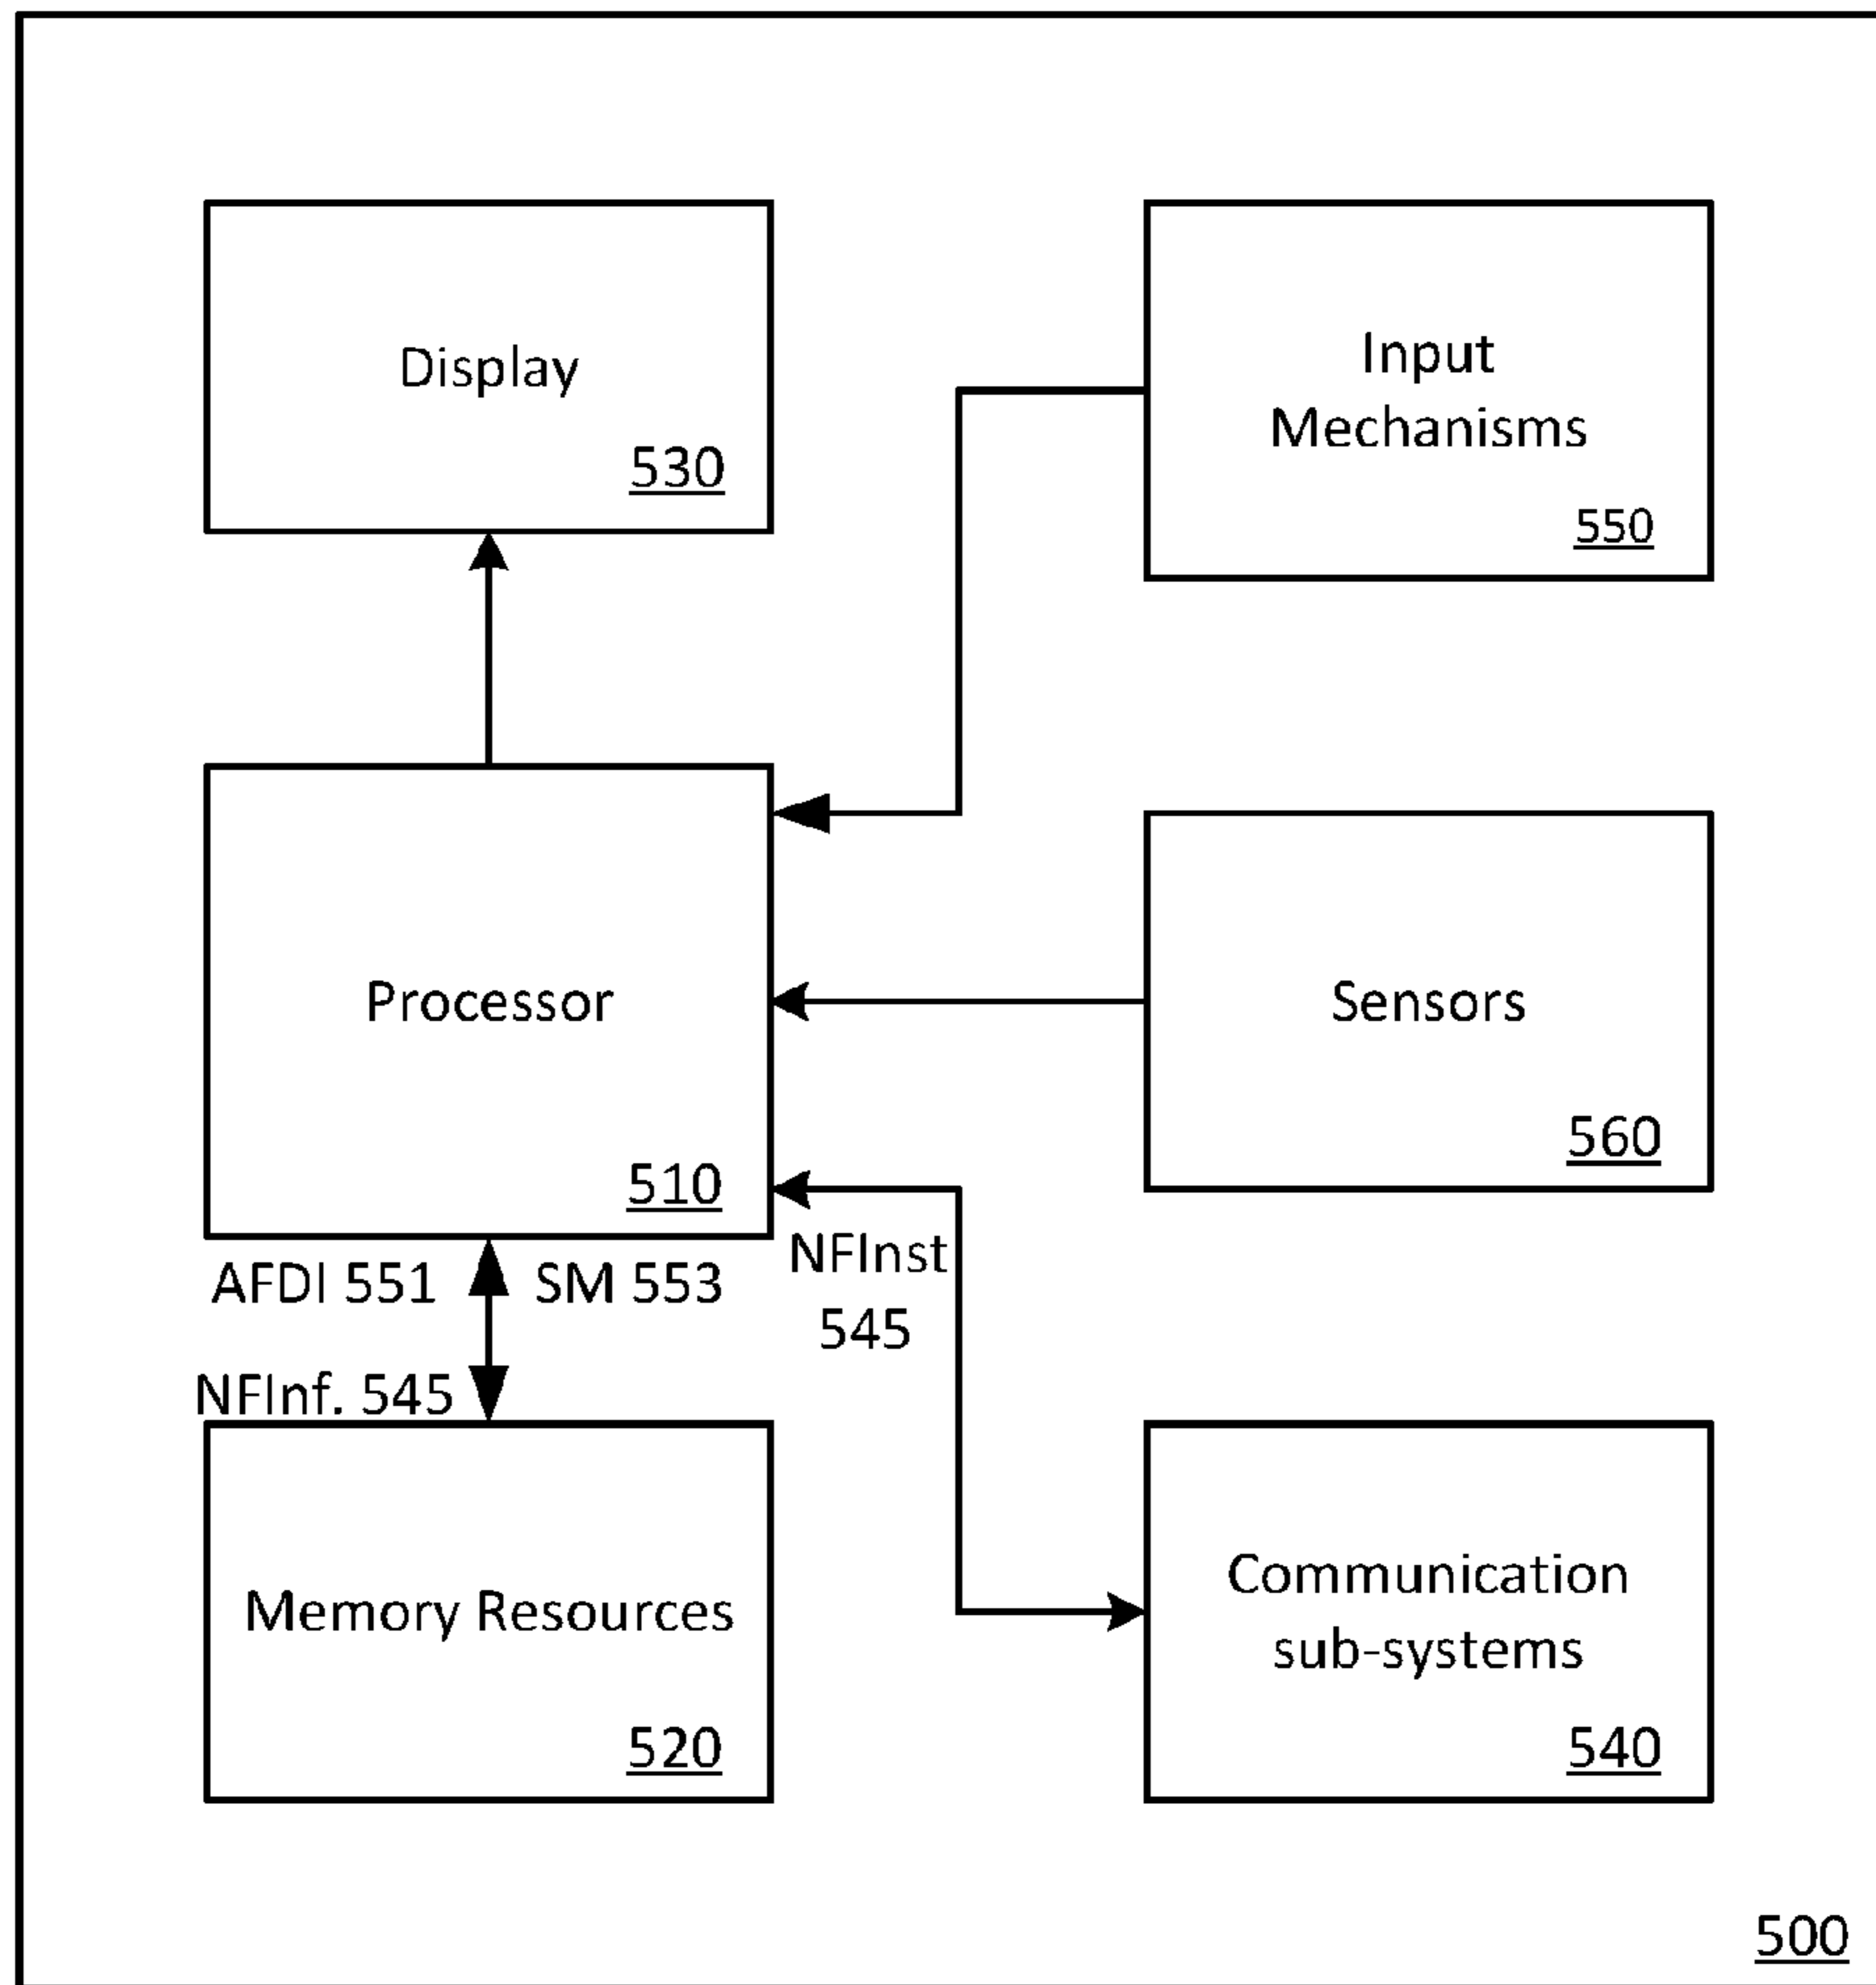 Display
530
Input
Mechanisms
550
Processor
510
Sensors
560
AFDI 551
SM 553
NFInst
545
NFInf. 545
Memory Resources
520
Communication
sub-systems
540
500